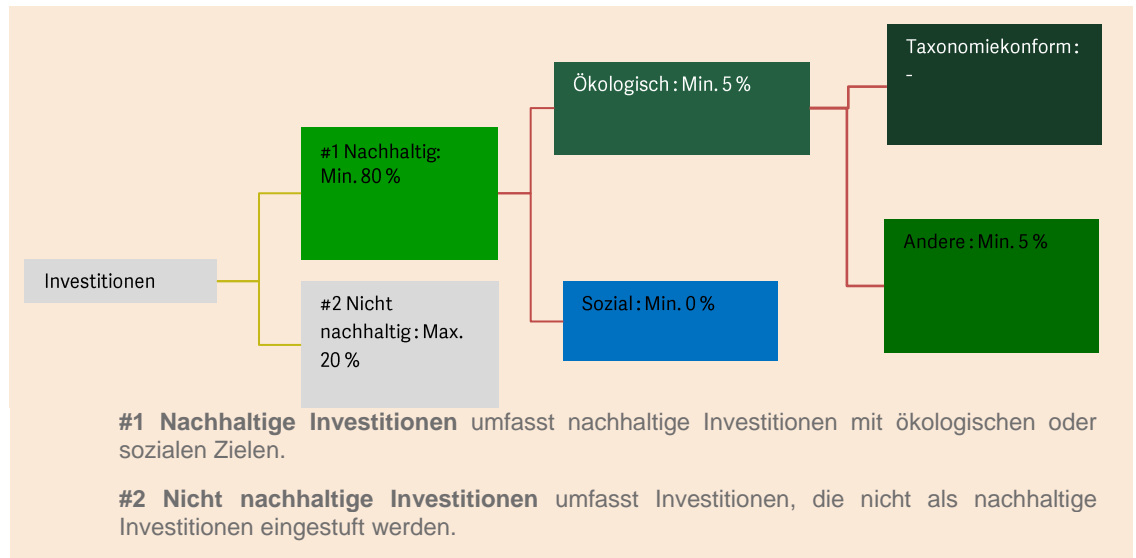 Investitionen
#1 Nachhaltig:
Min. 80 %
#2 Nicht
nachhaltig : Max.
20 %
Ökologisch : Min. 5 %
Sozial : Min. 0 %
Taxonomiekonform :
-
Andere : Min. 5 %
#1 Nachhaltige Investitionen umfasst nachhaltige Investitionen mit ökologischen oder
sozialen Zielen.
#2 Nicht nachhaltige Investitionen umfasst Investitionen, die nicht als nachhaltige
Investitionen eingestuft werden.